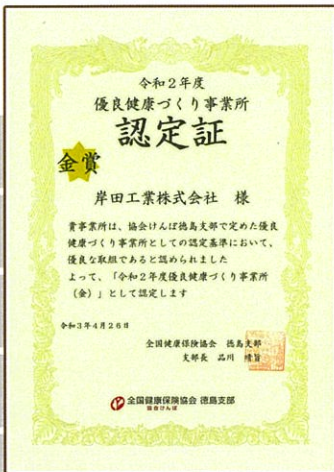 令和２年度
優良健康づくり事業所
認定証
金賞
岸田工業株式会社　様
貴事業所は、協会けんぽ徳島支部で定めた優良
健康づくり事業所としての認定基準において、
優良な取組であると認められました
よって、「令和２年度優良健康づくり事業所
（金）」として認定します
令和３年４月２６日
全国健康保険協会　徳島支部
支部長　品川　晴旨
全国健康保険協会 徳島支部
協会けんぽ